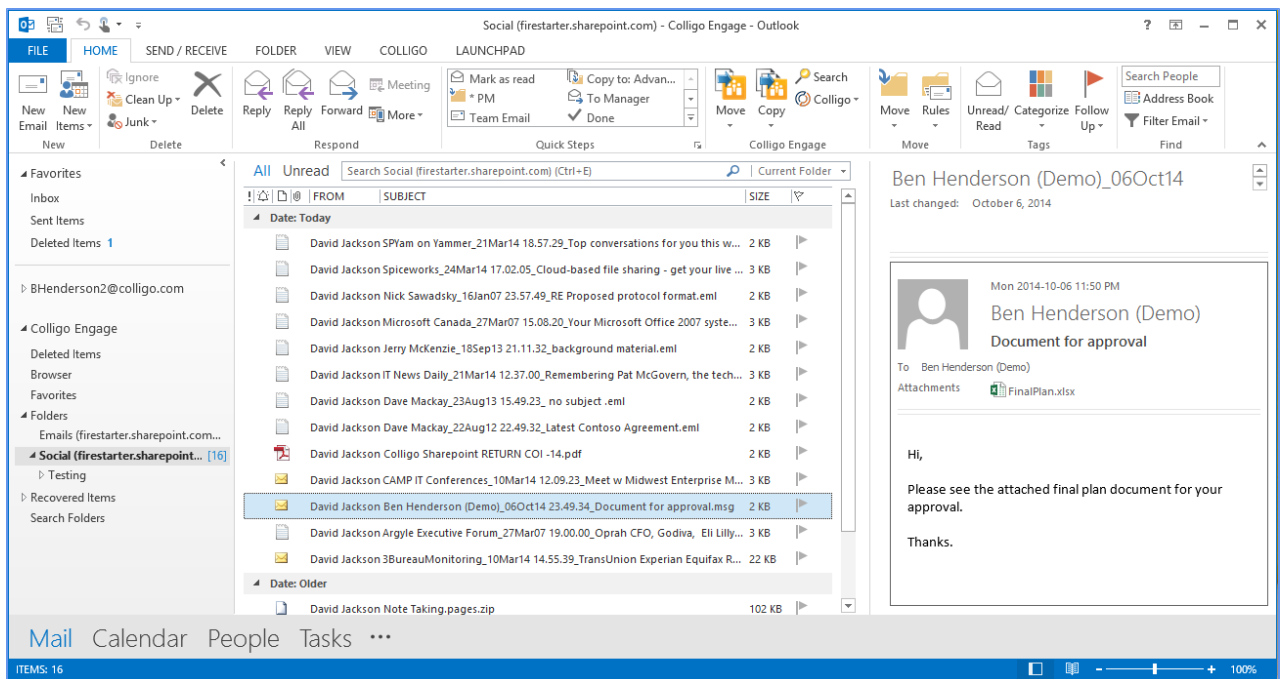 Social (firestarter.sharepoint.com) - Colligo Engage - Outlook
FILE HOME SEND / RECEIVE FOLDER VIEW COLLIGO LAUNCHPAD
New Email
New Items
Ignore
Clean Up
Junk
Delete
Reply
Reply All
Forward
Meeting
More
Mark as read
* PM
Team Email
Copy to: Advan...
To Manager
Done
Move
Copy
Search
Colligo
Move
Rules
Unread/ Read
Categorize
Follow Up
Search People
Address Book
Filter Email
New Delete Respond Quick Steps Colligo Engage Move Tags Find
Favorites
Inbox
Sent Items
Deleted Items 1
BHenderson2@colligo.com
Colligo Engage
Deleted Items
Browser
Favorites
Folders
Emails (firestarter.sharepoint.com...
Social (firestarter.sharepoint... [16]
Testing
Recovered Items
Search Folders
All Unread Search Social (firestarter.sharepoint.com) (Ctrl+E) Current Folder
! FROM SUBJECT SIZE
Date: Today
David Jackson SPYam on Yammer_21Mar14 18.57.29_Top conversations for you this w... 2 KB
David Jackson Spiceworks_24Mar14 17.02.05_Cloud-based file sharing - get your live ... 3 KB
David Jackson Nick Sawadsky_16Jan07 23.57.49_RE Proposed protocol format.eml 2 KB
David Jackson Microsoft Canada_27Mar07 15.08.20_Your Microsoft Office 2007 syste... 3 KB
David Jackson Jerry McKenzie_18Sep13 21.11.32_background material.eml 2 KB
David Jackson IT News Daily_21Mar14 12.37.00_Remembering Pat McGovern, the tech... 3 KB
David Jackson Dave Mackay_23Aug13 15.49.23_ no subject .eml 2 KB
David Jackson Dave Mackay_22Aug12 22.49.32_Latest Contoso Agreement.eml 2 KB
David Jackson Colligo Sharepoint RETURN COI -14.pdf 2 KB
David Jackson CAMP IT Conferences_10Mar14 12.09.23_Meet w Midwest Enterprise M... 3 KB
David Jackson Ben Henderson (Demo)_06Oct14 23.49.34_Document for approval.msg 2 KB
David Jackson Argyle Executive Forum_27Mar07 19.00.00_Oprah CFO, Godiva, Eli Lilly... 3 KB
David Jackson 3BureauMonitoring_10Mar14 14.55.39_TransUnion Experian Equifax R... 22 KB
Date: Older
David Jackson Note Taking.pages.zip 102 KB
Ben Henderson (Demo)_06Oct14
Last changed: October 6, 2014
Mon 2014-10-06 11:50 PM
Ben Henderson (Demo)
Document for approval
To Ben Henderson (Demo)
Attachments FinalPlan.xlsx
Hi,
Please see the attached final plan document for your
approval.
Thanks.
Mail Calendar People Tasks •••
ITEMS: 16 100%